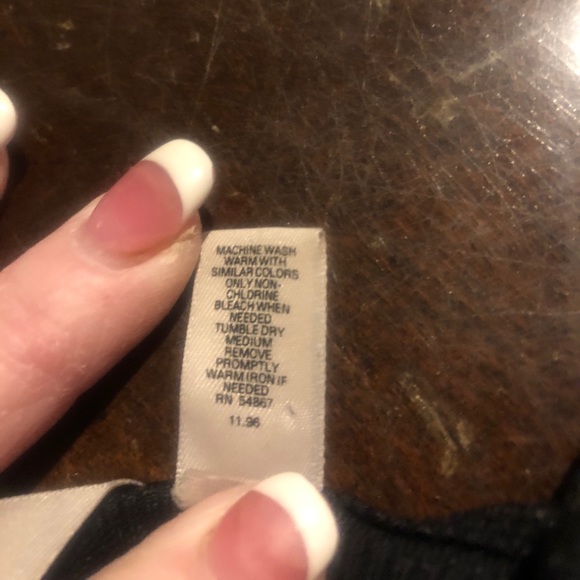 MACHINE WASH
WARM WITH
SIMILAR COLORS
ONLY NON-
CHLORINE
BLEACH WHEN
NEEDED
TUMBLE DRY
MEDIUM
REMOVE
PROMPTLY
WARM IRON IF
NEEDED
RN 54867
11.96